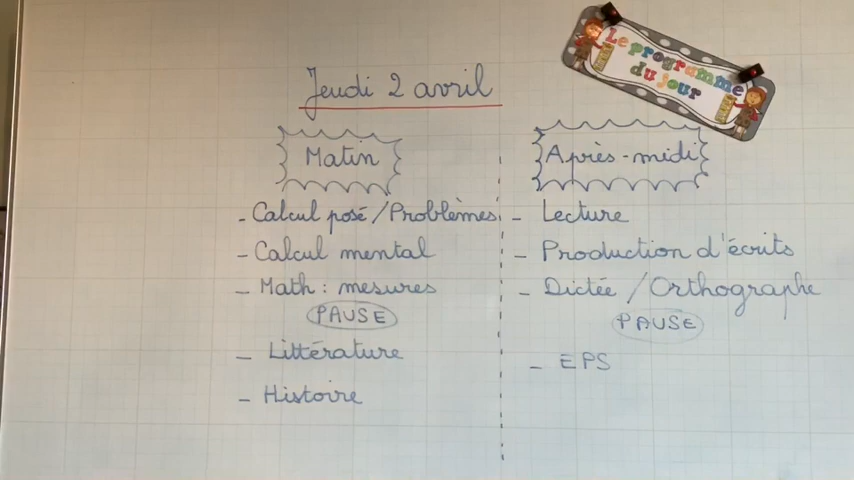 Le programme
du jour
Jeudi 2 avril
Matin
- Calcul posé/Problèmes
- Calcul mental
- Math : mesures
PAUSE
- Littérature
- Histoire
Après-midi
- Lecture
- Production d'écrits
- Dictée /Orthographe
PAUSE
- EPS